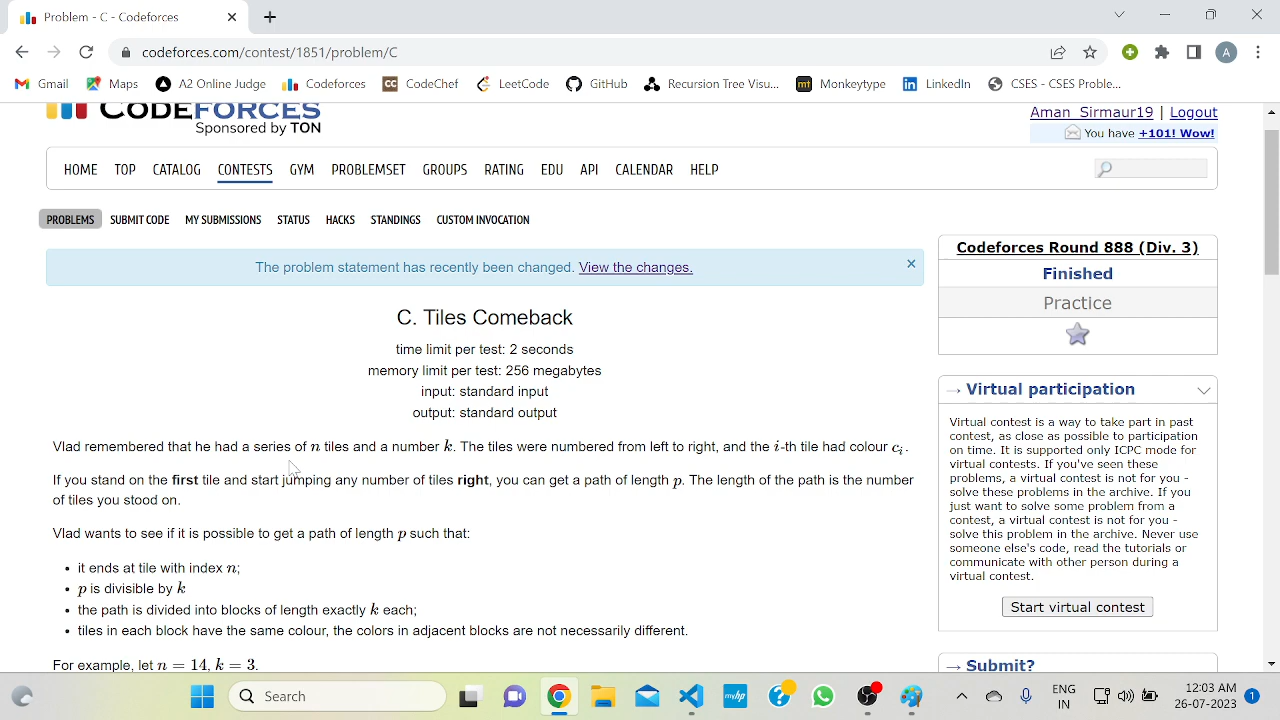 Problem - C - Codeforces
codeforces.com/contest/1851/problem/C
Gmail Maps A2 Online Judge Codeforces CodeChef LeetCode GitHub Recursion Tree Visu... Monkeytype LinkedIn CSES - CSES Proble...
CODEFORCES
Sponsored by TON
Aman_Sirmaur19 | Logout
You have +101! Wow!
HOME TOP CATALOG CONTESTS GYM PROBLEMSET GROUPS RATING EDU API CALENDAR HELP
PROBLEMS SUBMIT CODE MY SUBMISSIONS STATUS HACKS STANDINGS CUSTOM INVOCATION
The problem statement has recently been changed. View the changes.
C. Tiles Comeback
time limit per test: 2 seconds
memory limit per test: 256 megabytes
input: standard input
output: standard output
Vlad remembered that he had a series of n tiles and a number k. The tiles were numbered from left to right, and the i-th tile had colour cᵢ.
If you stand on the first tile and start jumping any number of tiles right, you can get a path of length p. The length of the path is the number
of tiles you stood on.
Vlad wants to see if it is possible to get a path of length p such that:
• it ends at tile with index n;
• p is divisible by k
• the path is divided into blocks of length exactly k each;
• tiles in each block have the same colour, the colors in adjacent blocks are not necessarily different.
For example, let n = 14, k = 3.
Codeforces Round 888 (Div. 3)
Finished
Practice
→ Virtual participation
Virtual contest is a way to take part in past
contest, as close as possible to participation
on time. It is supported only ICPC mode for
virtual contests. If you've seen these
problems, a virtual contest is not for you -
solve these problems in the archive. If you
just want to solve some problem from a
contest, a virtual contest is not for you -
solve this problem in the archive. Never use
someone else's code, read the tutorials or
communicate with other person during a
virtual contest.
Start virtual contest
→ Submit?
Search
ENG
IN
12:03 AM
26-07-2023
1